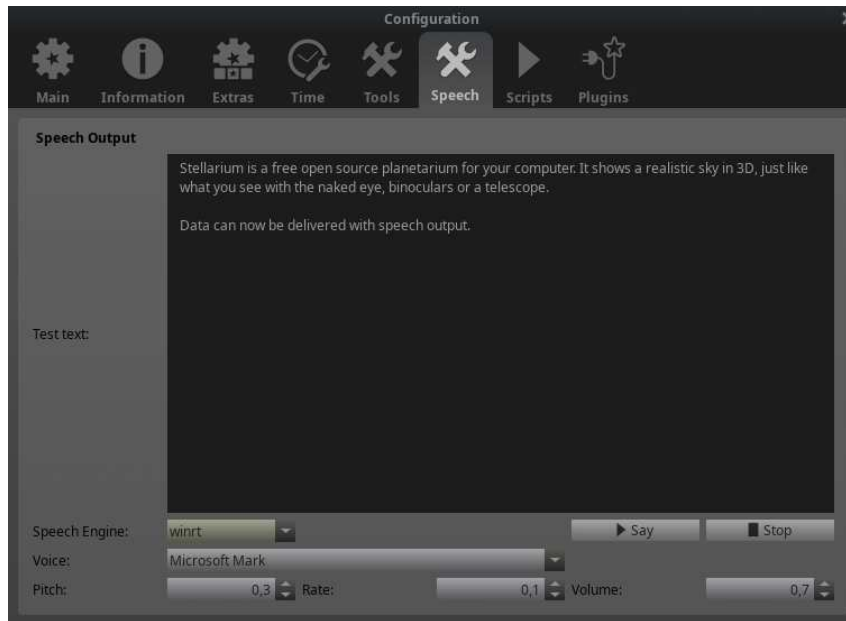 Configuration
Main Information Extras Time Tools Speech Scripts Plugins
Speech Output
Stellarium is a free open source planetarium for your computer. It shows a realistic sky in 3D, just like
what you see with the naked eye, binoculars or a telescope.
Data can now be delivered with speech output.
Test text:
Speech Engine: winrt Say Stop
Voice: Microsoft Mark
Pitch: 0,3 Rate: 0,1 Volume: 0,7